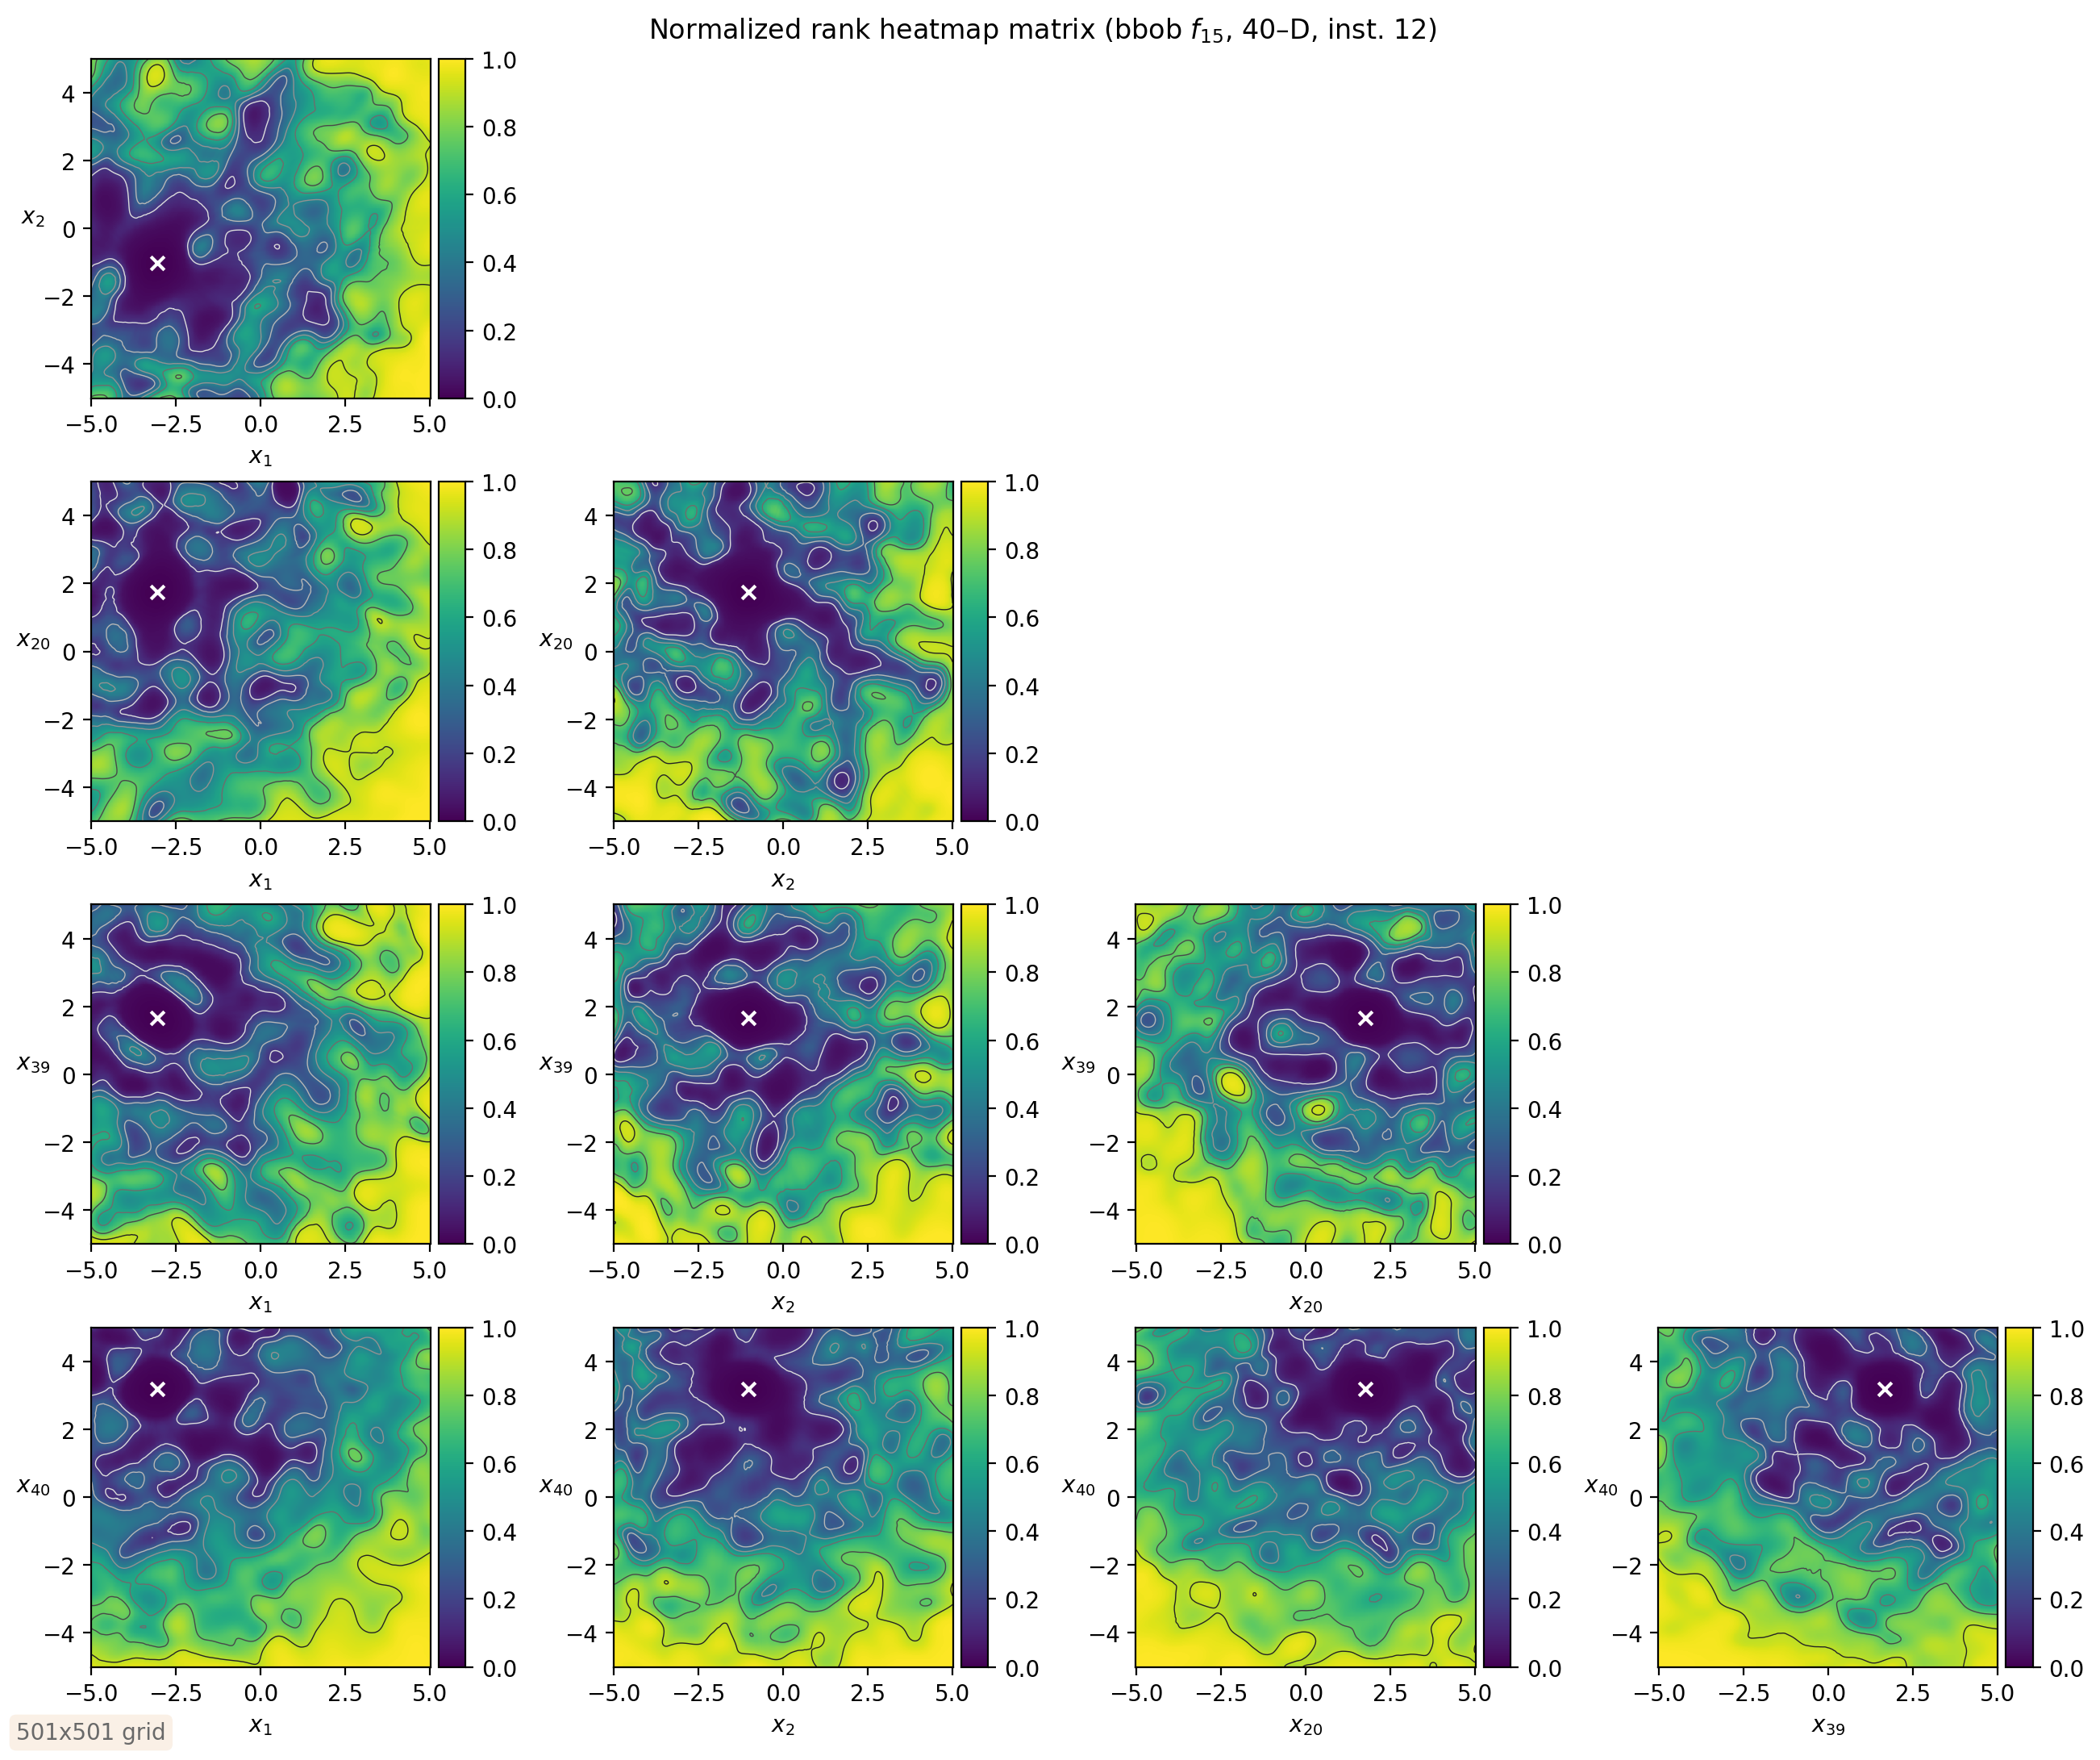 Normalized rank heatmap matrix (bbob f15, 40–D, inst. 12)
1.0
4
0.8
2
0.6
x2
0
0.4
−2
0.2
−4
0.0
−5.0 −2.5 0.0 2.5 5.0
x1
1.0 1.0
4 4
0.8 0.8
2 2
0.6 0.6
x20 0 x20 0
0.4 0.4
−2 −2
0.2 0.2
−4 −4
0.0 0.0
−5.0 −2.5 0.0 2.5 5.0 −5.0 −2.5 0.0 2.5 5.0
x1 x2
1.0 1.0 1.0
4 4 4
0.8 0.8 0.8
2 2 2
0.6 0.6 0.6
x39 0 x39 0 x39 0
0.4 0.4 0.4
−2 −2 −2
0.2 0.2 0.2
−4 −4 −4
0.0 0.0 0.0
−5.0 −2.5 0.0 2.5 5.0 −5.0 −2.5 0.0 2.5 5.0 −5.0 −2.5 0.0 2.5 5.0
x1 x2 x20
1.0 1.0 1.0 1.0
4 4 4 4
0.8 0.8 0.8 0.8
2 2 2 2
0.6 0.6 0.6 0.6
x40 0 x40 0 x40 0 x40 0
0.4 0.4 0.4 0.4
−2 −2 −2 −2
0.2 0.2 0.2 0.2
−4 −4 −4 −4
0.0 0.0 0.0 0.0
−5.0 −2.5 0.0 2.5 5.0 −5.0 −2.5 0.0 2.5 5.0 −5.0 −2.5 0.0 2.5 5.0 −5.0 −2.5 0.0 2.5 5.0
x1 x2 x20 x39
501x501 grid